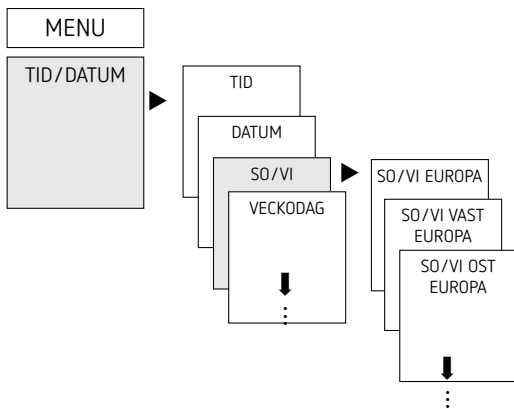 MENU
TID/DATUM
TID
DATUM
SO/VI
VECKODAG
SO/VI EUROPA
SO/VI VAST
EUROPA
SO/VI OST
EUROPA